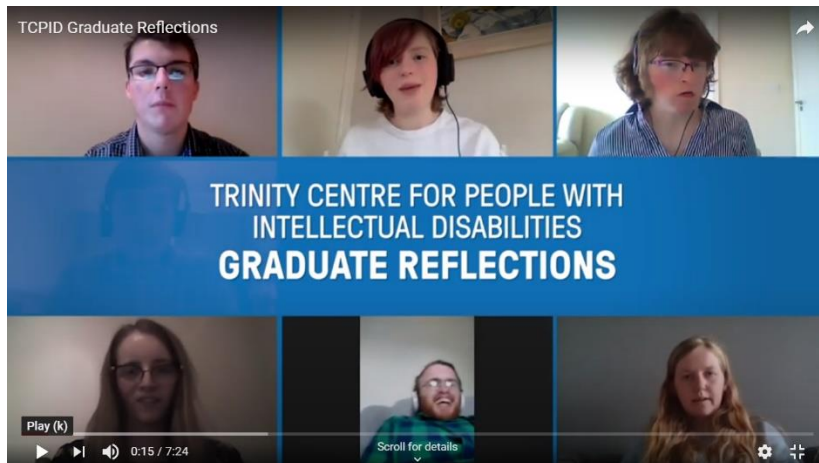 TCPID Graduate Reflections
TRINITY CENTRE FOR PEOPLE WITH
INTELLECTUAL DISABILITIES
GRADUATE REFLECTIONS
Play (k)
0:15 / 7:24
Scroll for details